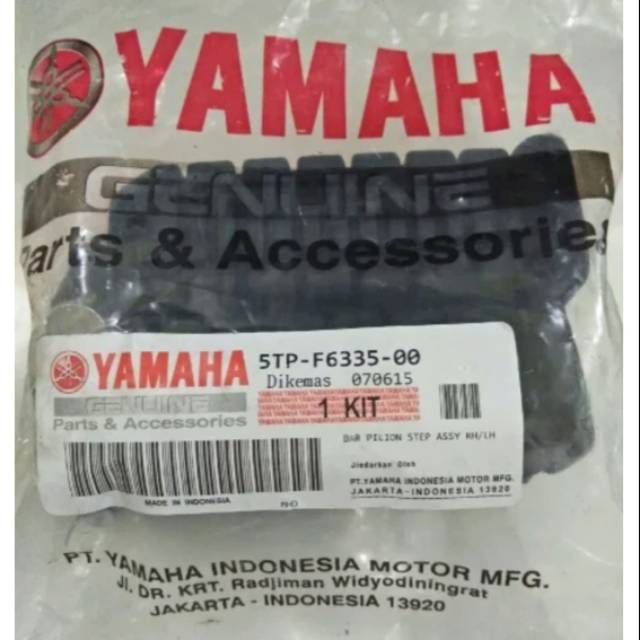 YAMAHA
GENUINE
Parts & Accessories
YAMAHA
GENUINE
Parts & Accessories
5TP-F6335-00
Dikemas 070615
1 KIT
BAR PILION STEP ASSY RH/LH
MADE IN INDONESIA
PT.YAMAHA INDONESIA MOTOR MFG.
JAKARTA-INDONESIA 13920
PT. YAMAHA INDONESIA MOTOR MFG.
Jl. DR. KRT. Radjiman Widyodiningrat
JAKARTA - INDONESIA 13920